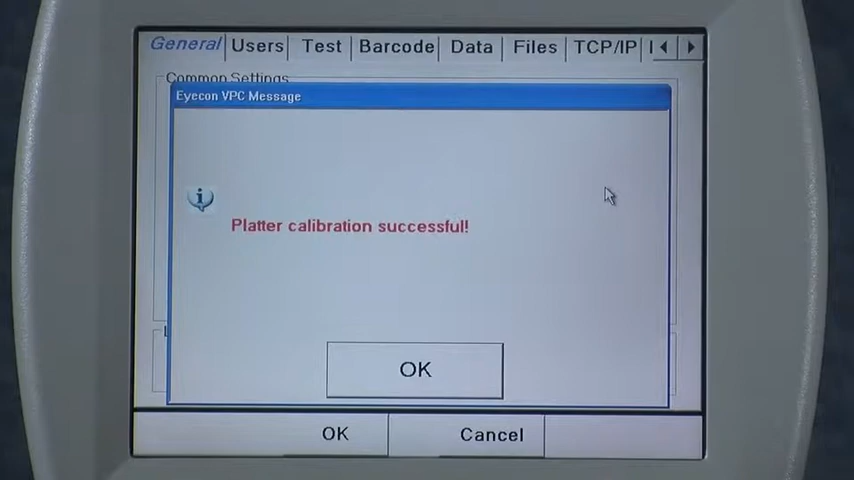 General Users Test Barcode Data Files TCP/IP
Common Settings
Eyecon VPC Message
Platter calibration successful!
OK
OK Cancel